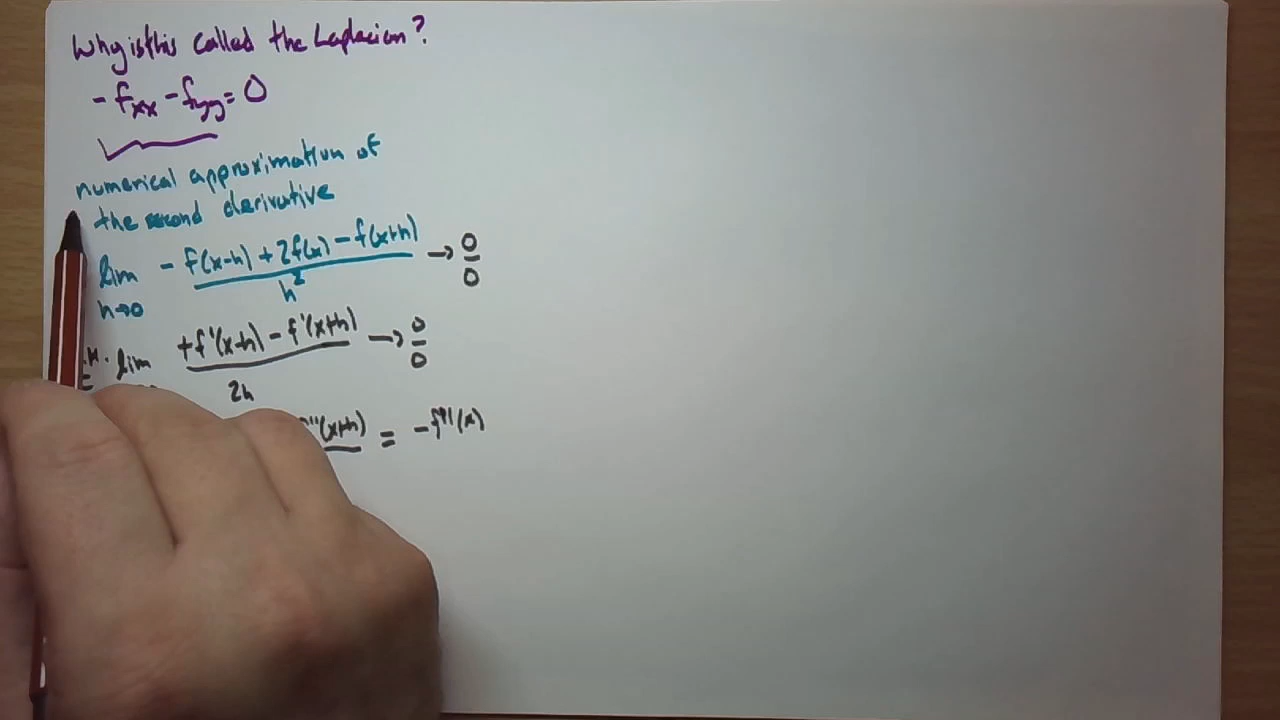 Why is this called the Laplacian?
- fxx - fyy = 0
numerical approximation of
the second derivative
lim h→0 - f(x-h) + 2f(x) - f(x+h) / h² → 0/0
lim +f'(x-h) - f'(x+h) / 2h → 0/0
f''(x+h) = -f''(x)